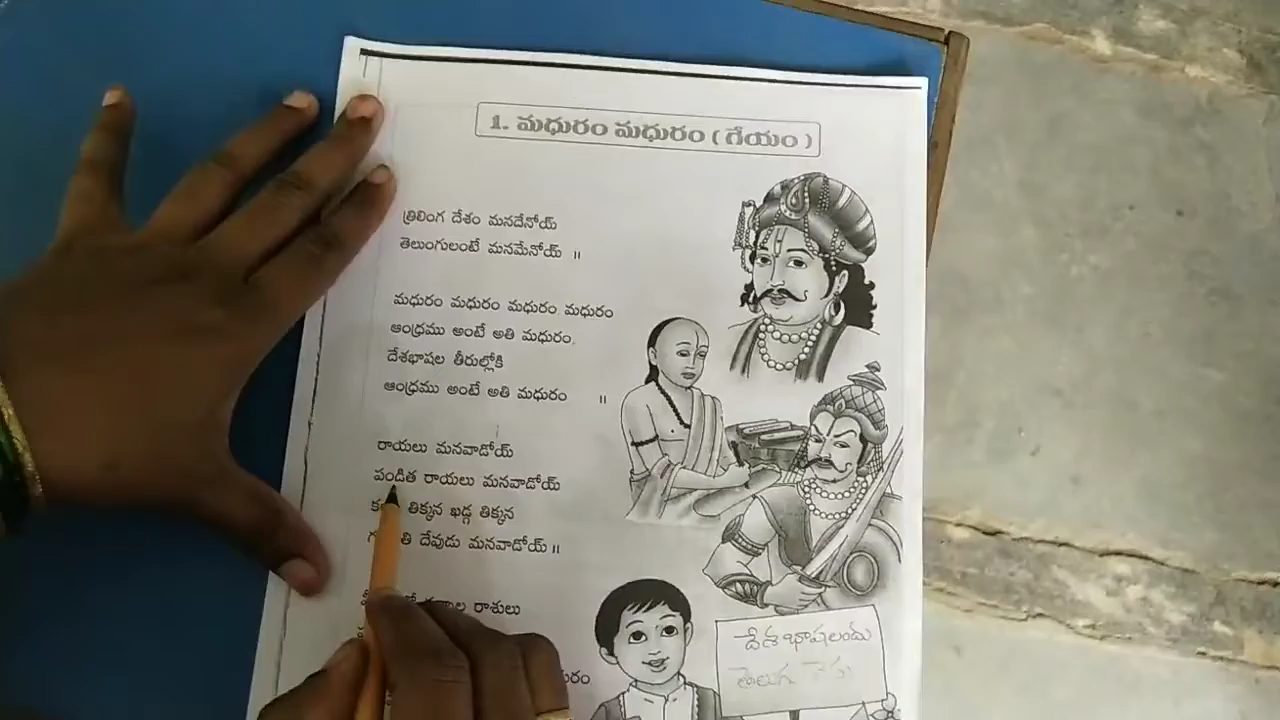 1. మధురం మధురం ( గేయం )
త్రిలింగ దేశం మనదేనోయ్
తెలుంగులంటే మనమేనోయ్ ॥
మధురం మధురం మధురం మధురం
ఆంధ్రము అంటే అతి మధురం.
దేశభాషల తీరుల్లోకి
ఆంధ్రము అంటే అతి మధురం ॥
రాయలు మనవాడోయ్
పండిత రాయలు మనవాడోయ్
తిక్కన ఖడ్గ తిక్కన
దేవుడు మనవాడోయ్ ॥
రాశులు
దేశ భాషలందు
తెలుగు